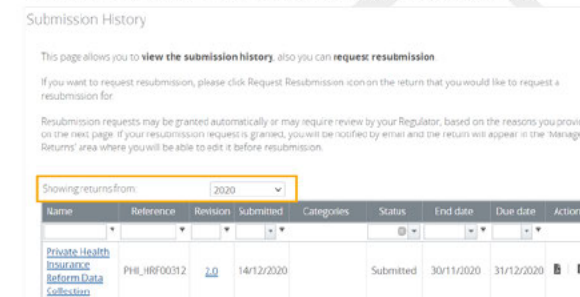 Submission History
This page allows you to view the submission history, also you can request resubmission
If you want to request resubmission, please click Request Resubmission icon on the return that you would like to request a
resubmission for
Resubmission requests may be granted automatically or may require review by your Regulator, based on the reasons you provi
on the next page. If your resubmission request is granted, you will be notified by email and the return will appear in the 'Manag
Returns' area where you will be able to edit it before resubmission.
Showing returns from: 2020
Name Reference Revision Submitted Categories Status End date Due date Action
Private Health
Insurance
Reform Data
Collection
PHI_HRF00312 2.0 14/12/2020 Submitted 30/11/2020 31/12/2020